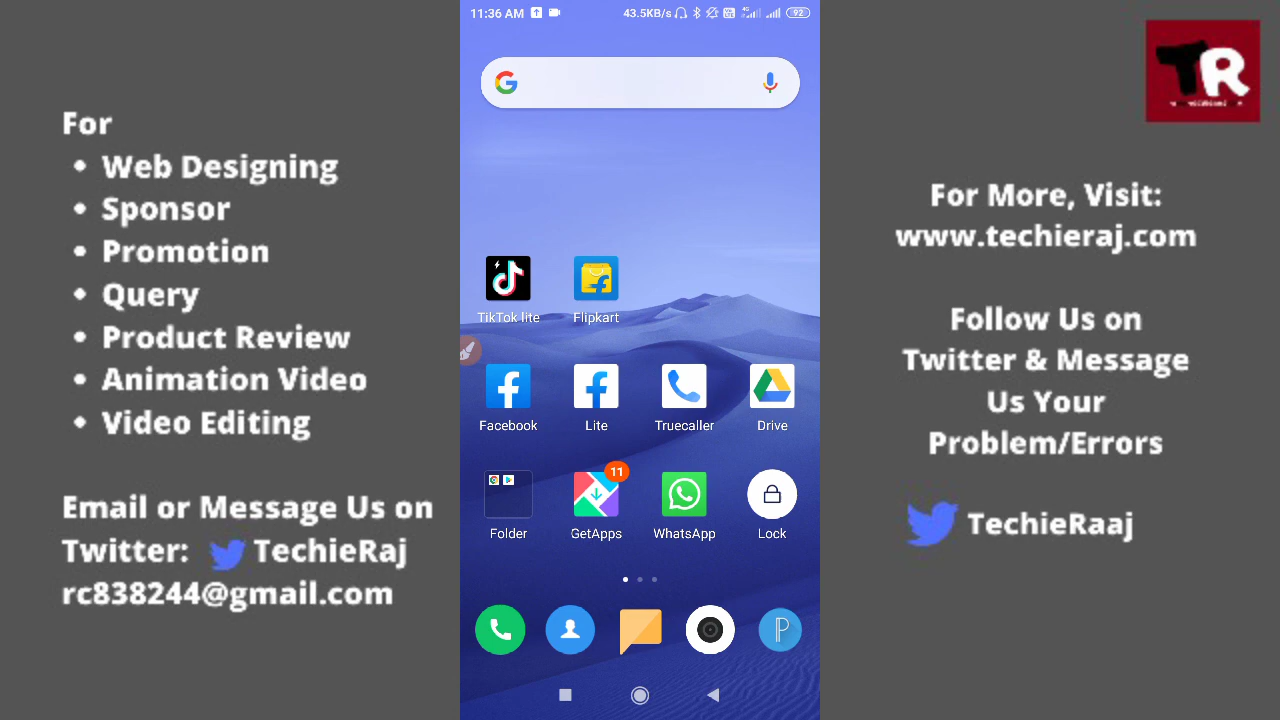 For
• Web Designing
• Sponsor
• Promotion
• Query
• Product Review
• Animation Video
• Video Editing
Email or Message Us on
Twitter: TechieRaj
rc838244@gmail.com
11:36 AM 43.5KB/s 4G 92
TikTok lite Flipkart
Facebook Lite Truecaller Drive
11
Folder GetApps WhatsApp Lock
TR
For More, Visit:
www.techieraj.com
Follow Us on
Twitter & Message
Us Your
Problem/Errors
TechieRaaj